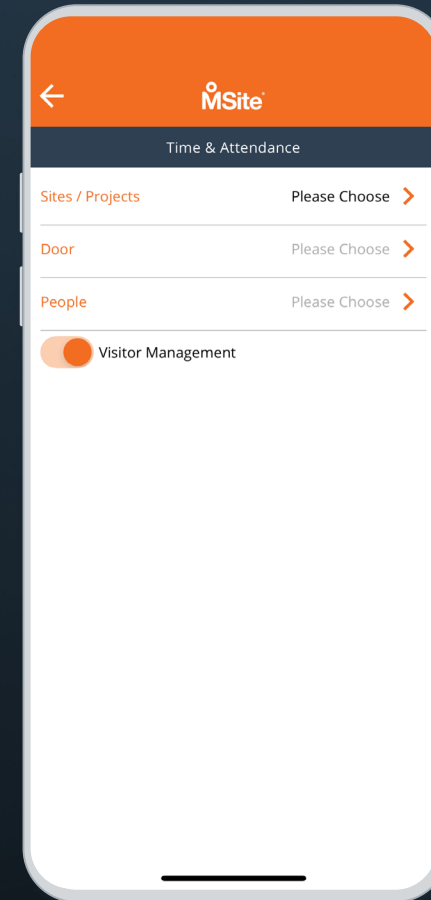 MSite
Time & Attendance
Sites / Projects Please Choose
Door Please Choose
People Please Choose
Visitor Management